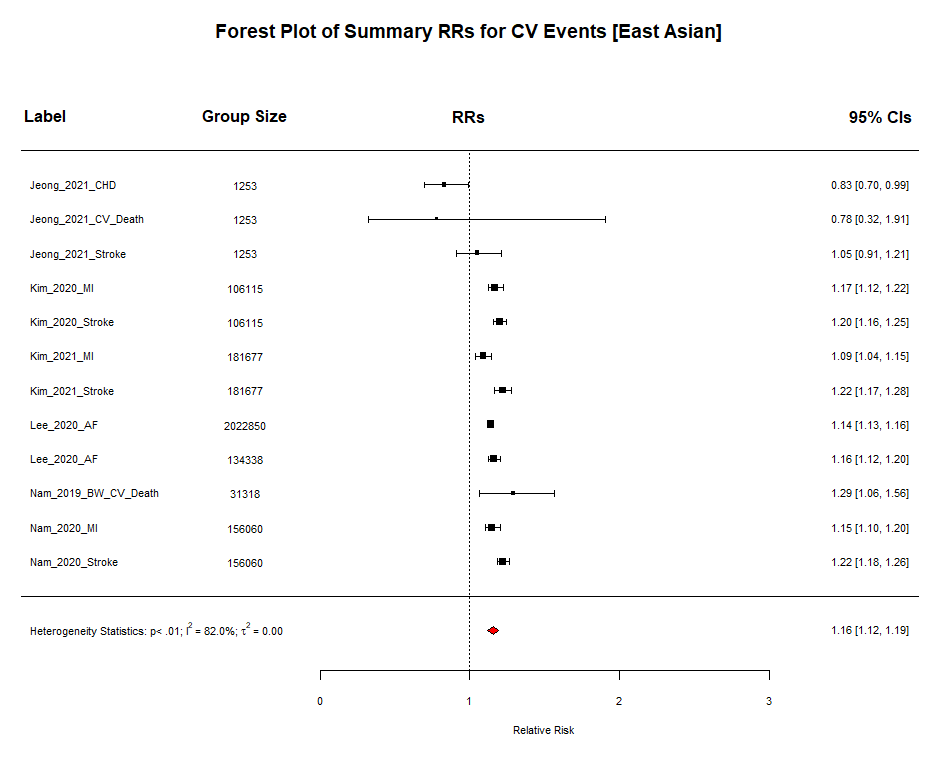 Forest Plot of Summary RRs for CV Events [East Asian]
Label Group Size RRs 95% CIs
Jeong_2021_CHD 1253 0.83 [0.70, 0.99]
Jeong_2021_CV_Death 1253 0.78 [0.32, 1.91]
Jeong_2021_Stroke 1253 1.05 [0.91, 1.21]
Kim_2020_MI 106115 1.17 [1.12, 1.22]
Kim_2020_Stroke 106115 1.20 [1.16, 1.25]
Kim_2021_MI 181677 1.09 [1.04, 1.15]
Kim_2021_Stroke 181677 1.22 [1.17, 1.28]
Lee_2020_AF 2022850 1.14 [1.13, 1.16]
Lee_2020_AF 134338 1.16 [1.12, 1.20]
Nam_2019_BW_CV_Death 31318 1.29 [1.06, 1.56]
Nam_2020_MI 156060 1.15 [1.10, 1.20]
Nam_2020_Stroke 156060 1.22 [1.18, 1.26]
Heterogeneity Statistics: p< .01; I² = 82.0%; τ² = 0.00 1.16 [1.12, 1.19]
0 1 2 3
Relative Risk